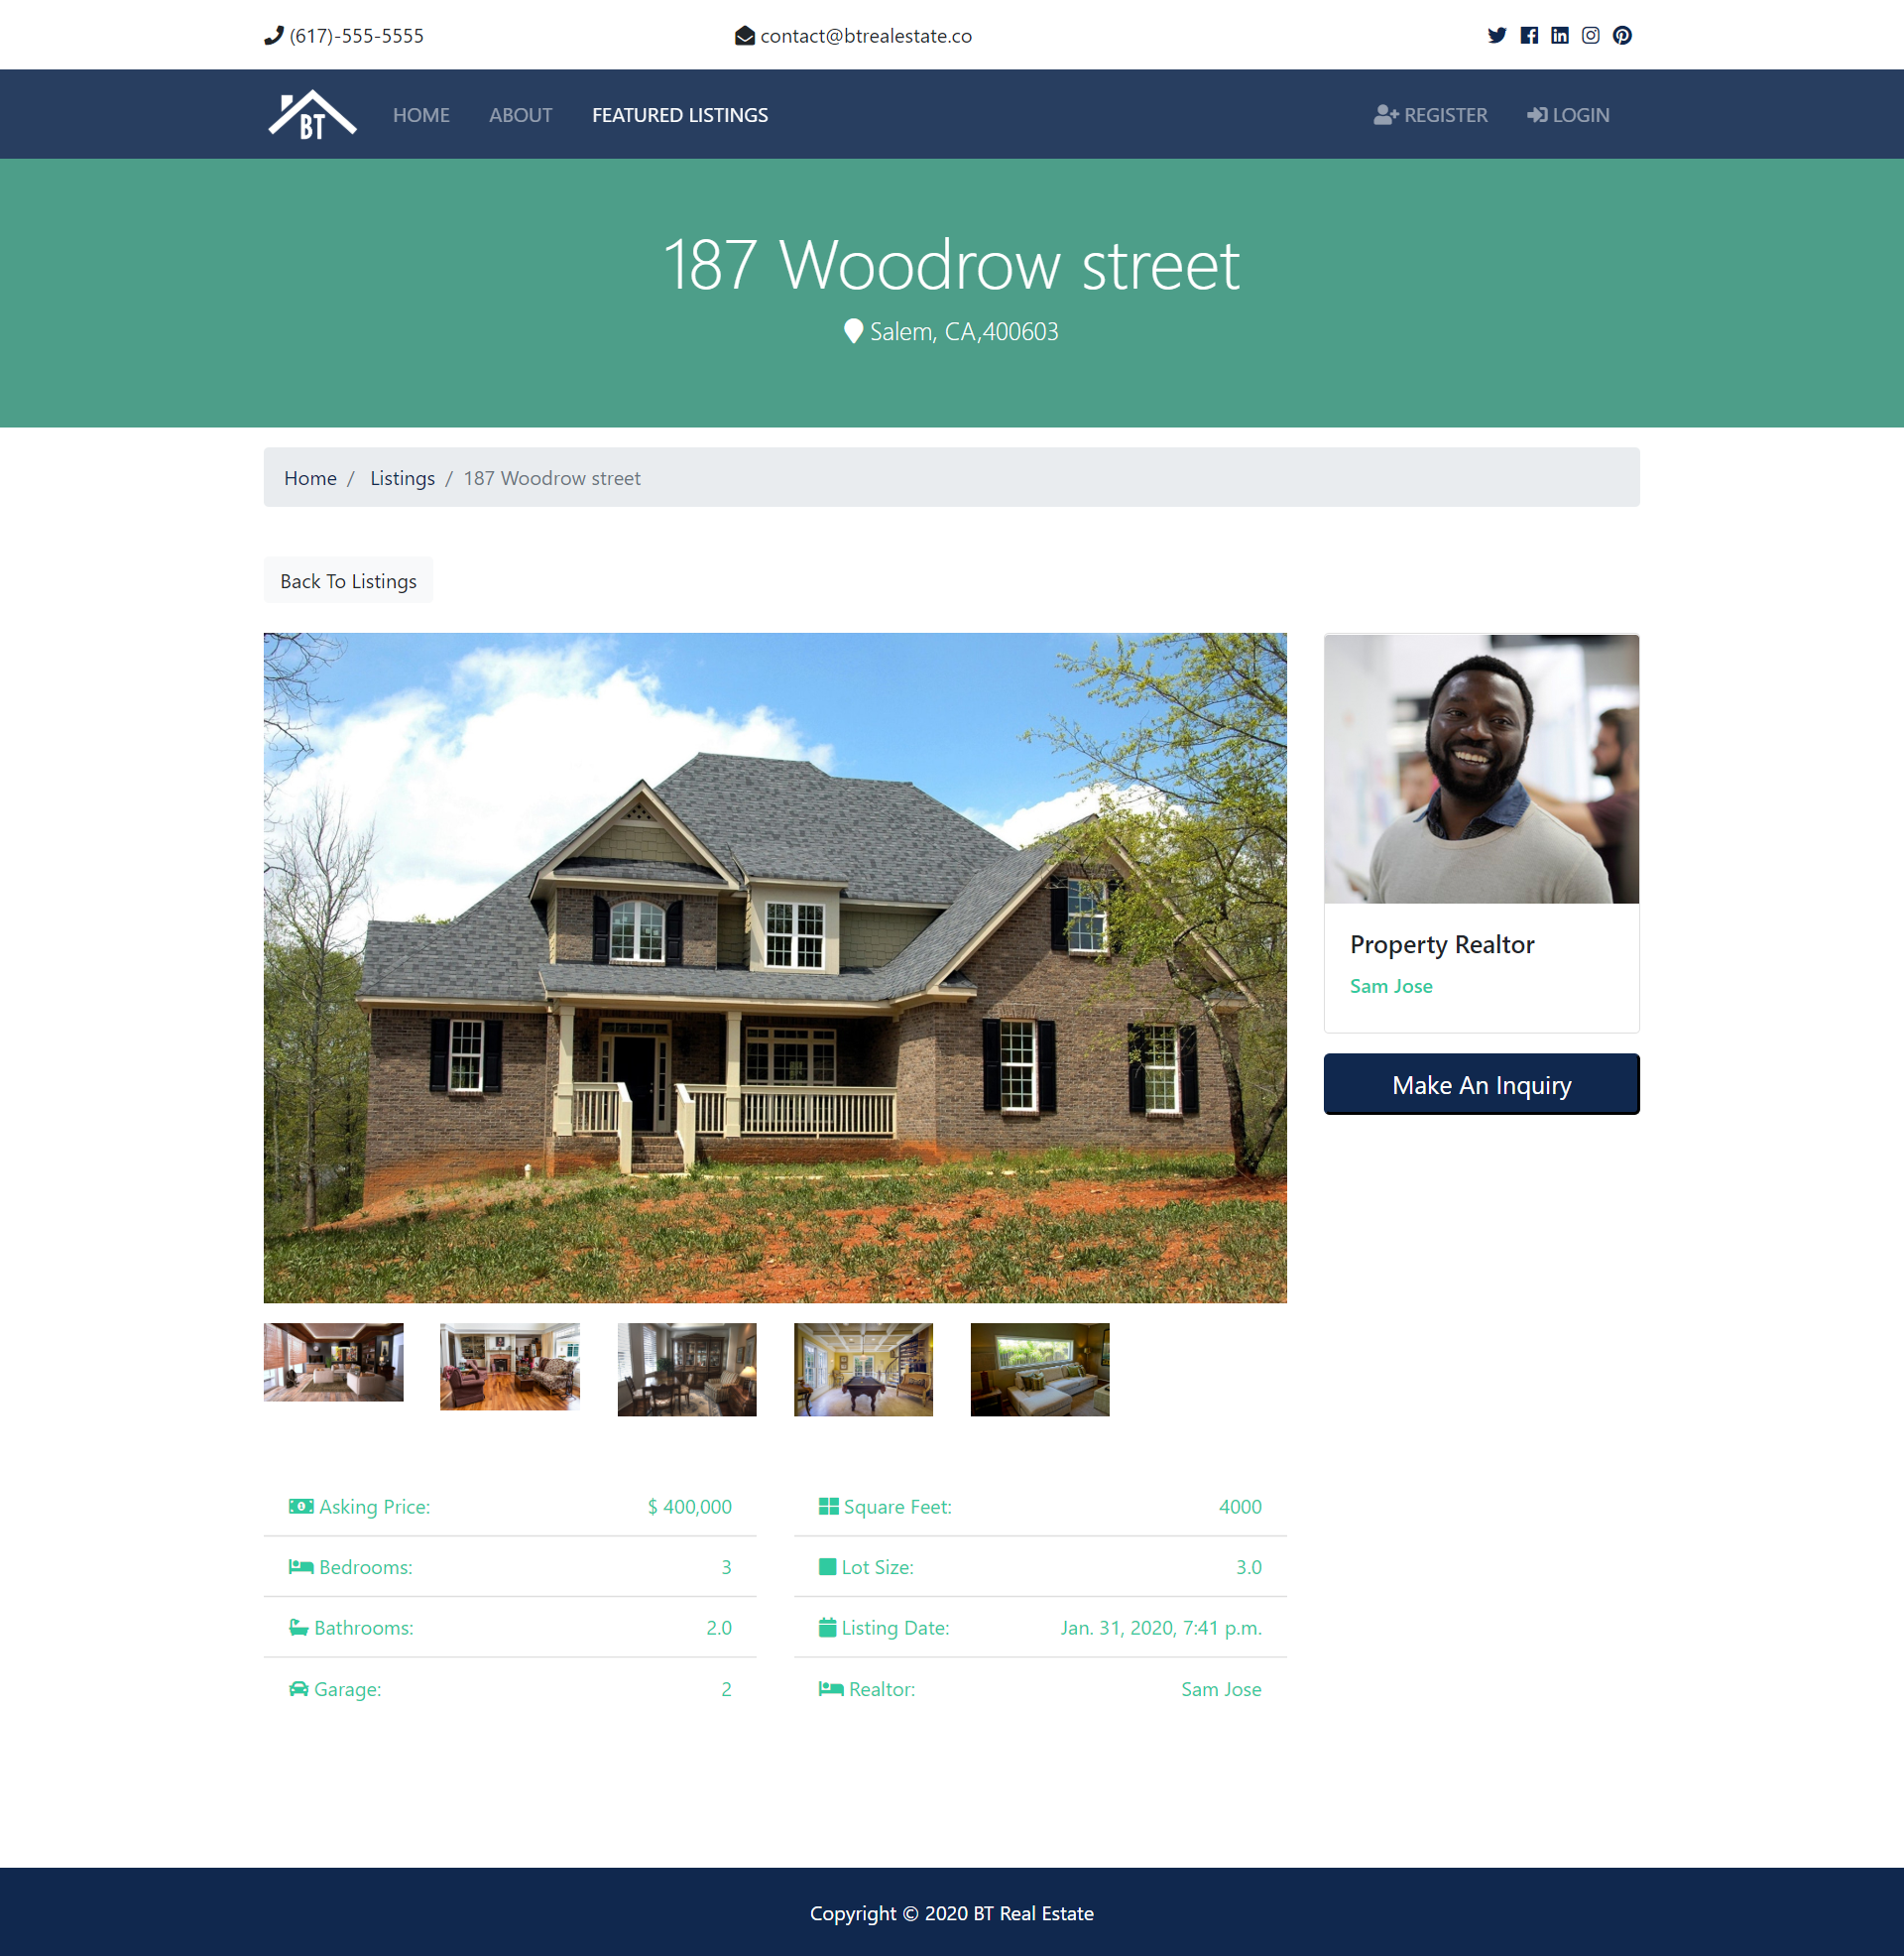 (617)-555-5555
contact@btrealestate.co
BT
HOME
ABOUT
FEATURED LISTINGS
REGISTER
LOGIN
187 Woodrow street
Salem, CA,400603
Home / Listings / 187 Woodrow street
Back To Listings
Property Realtor
Sam Jose
Make An Inquiry
Asking Price: $ 400,000
Bedrooms: 3
Bathrooms: 2.0
Garage: 2
Square Feet: 4000
Lot Size: 3.0
Listing Date: Jan. 31, 2020, 7:41 p.m.
Realtor: Sam Jose
Copyright © 2020 BT Real Estate